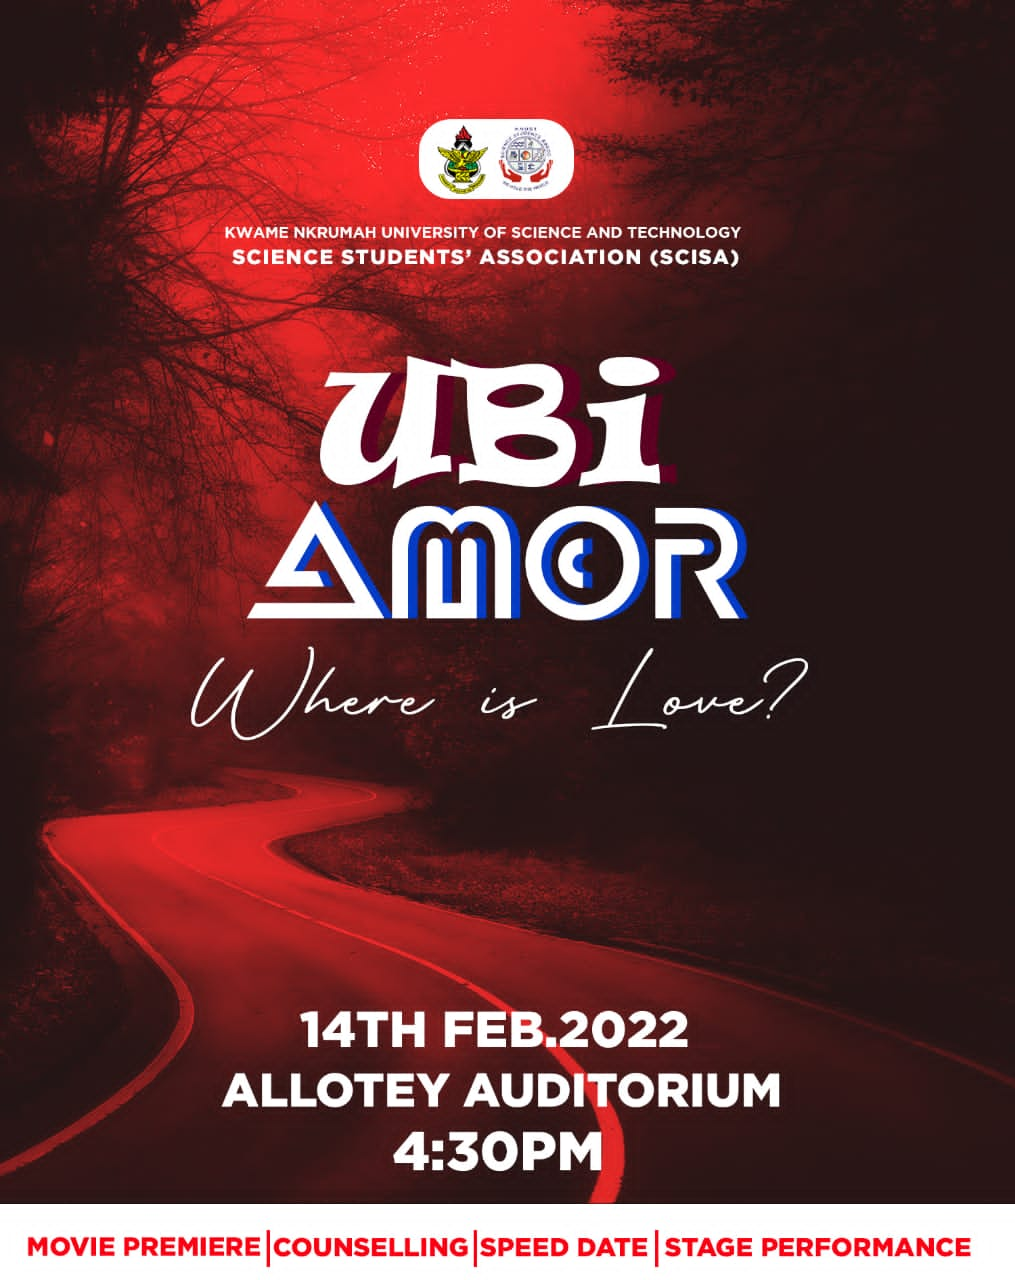 KWAME NKRUMAH UNIVERSITY OF SCIENCE AND TECHNOLOGY
SCIENCE STUDENTS' ASSOCIATION (SCISA)
UBi
AMOR
Where is Love?
14TH FEB.2022
ALLOTEY AUDITORIUM
4:30PM
MOVIE PREMIERE|COUNSELLING|SPEED DATE|STAGE PERFORMANCE